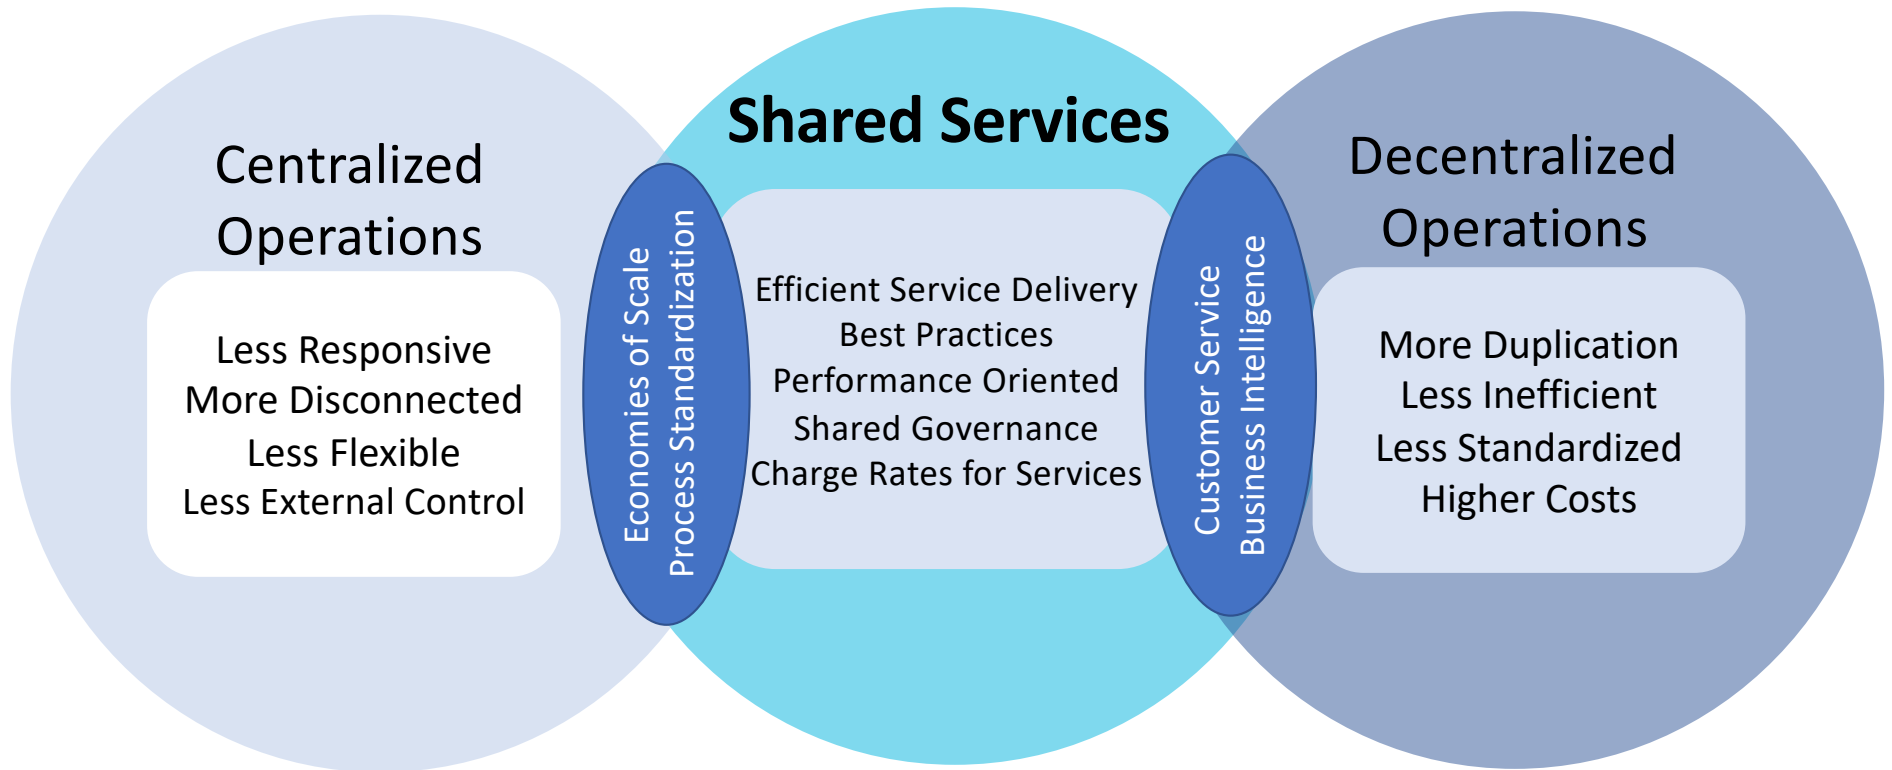 Centralized
Operations
Less Responsive
More Disconnected
Less Flexible
Less External Control
Economies of Scale
Process Standardization
Shared Services
Efficient Service Delivery
Best Practices
Performance Oriented
Shared Governance
Charge Rates for Services
Customer Service
Business Intelligence
Decentralized
Operations
More Duplication
Less Inefficient
Less Standardized
Higher Costs